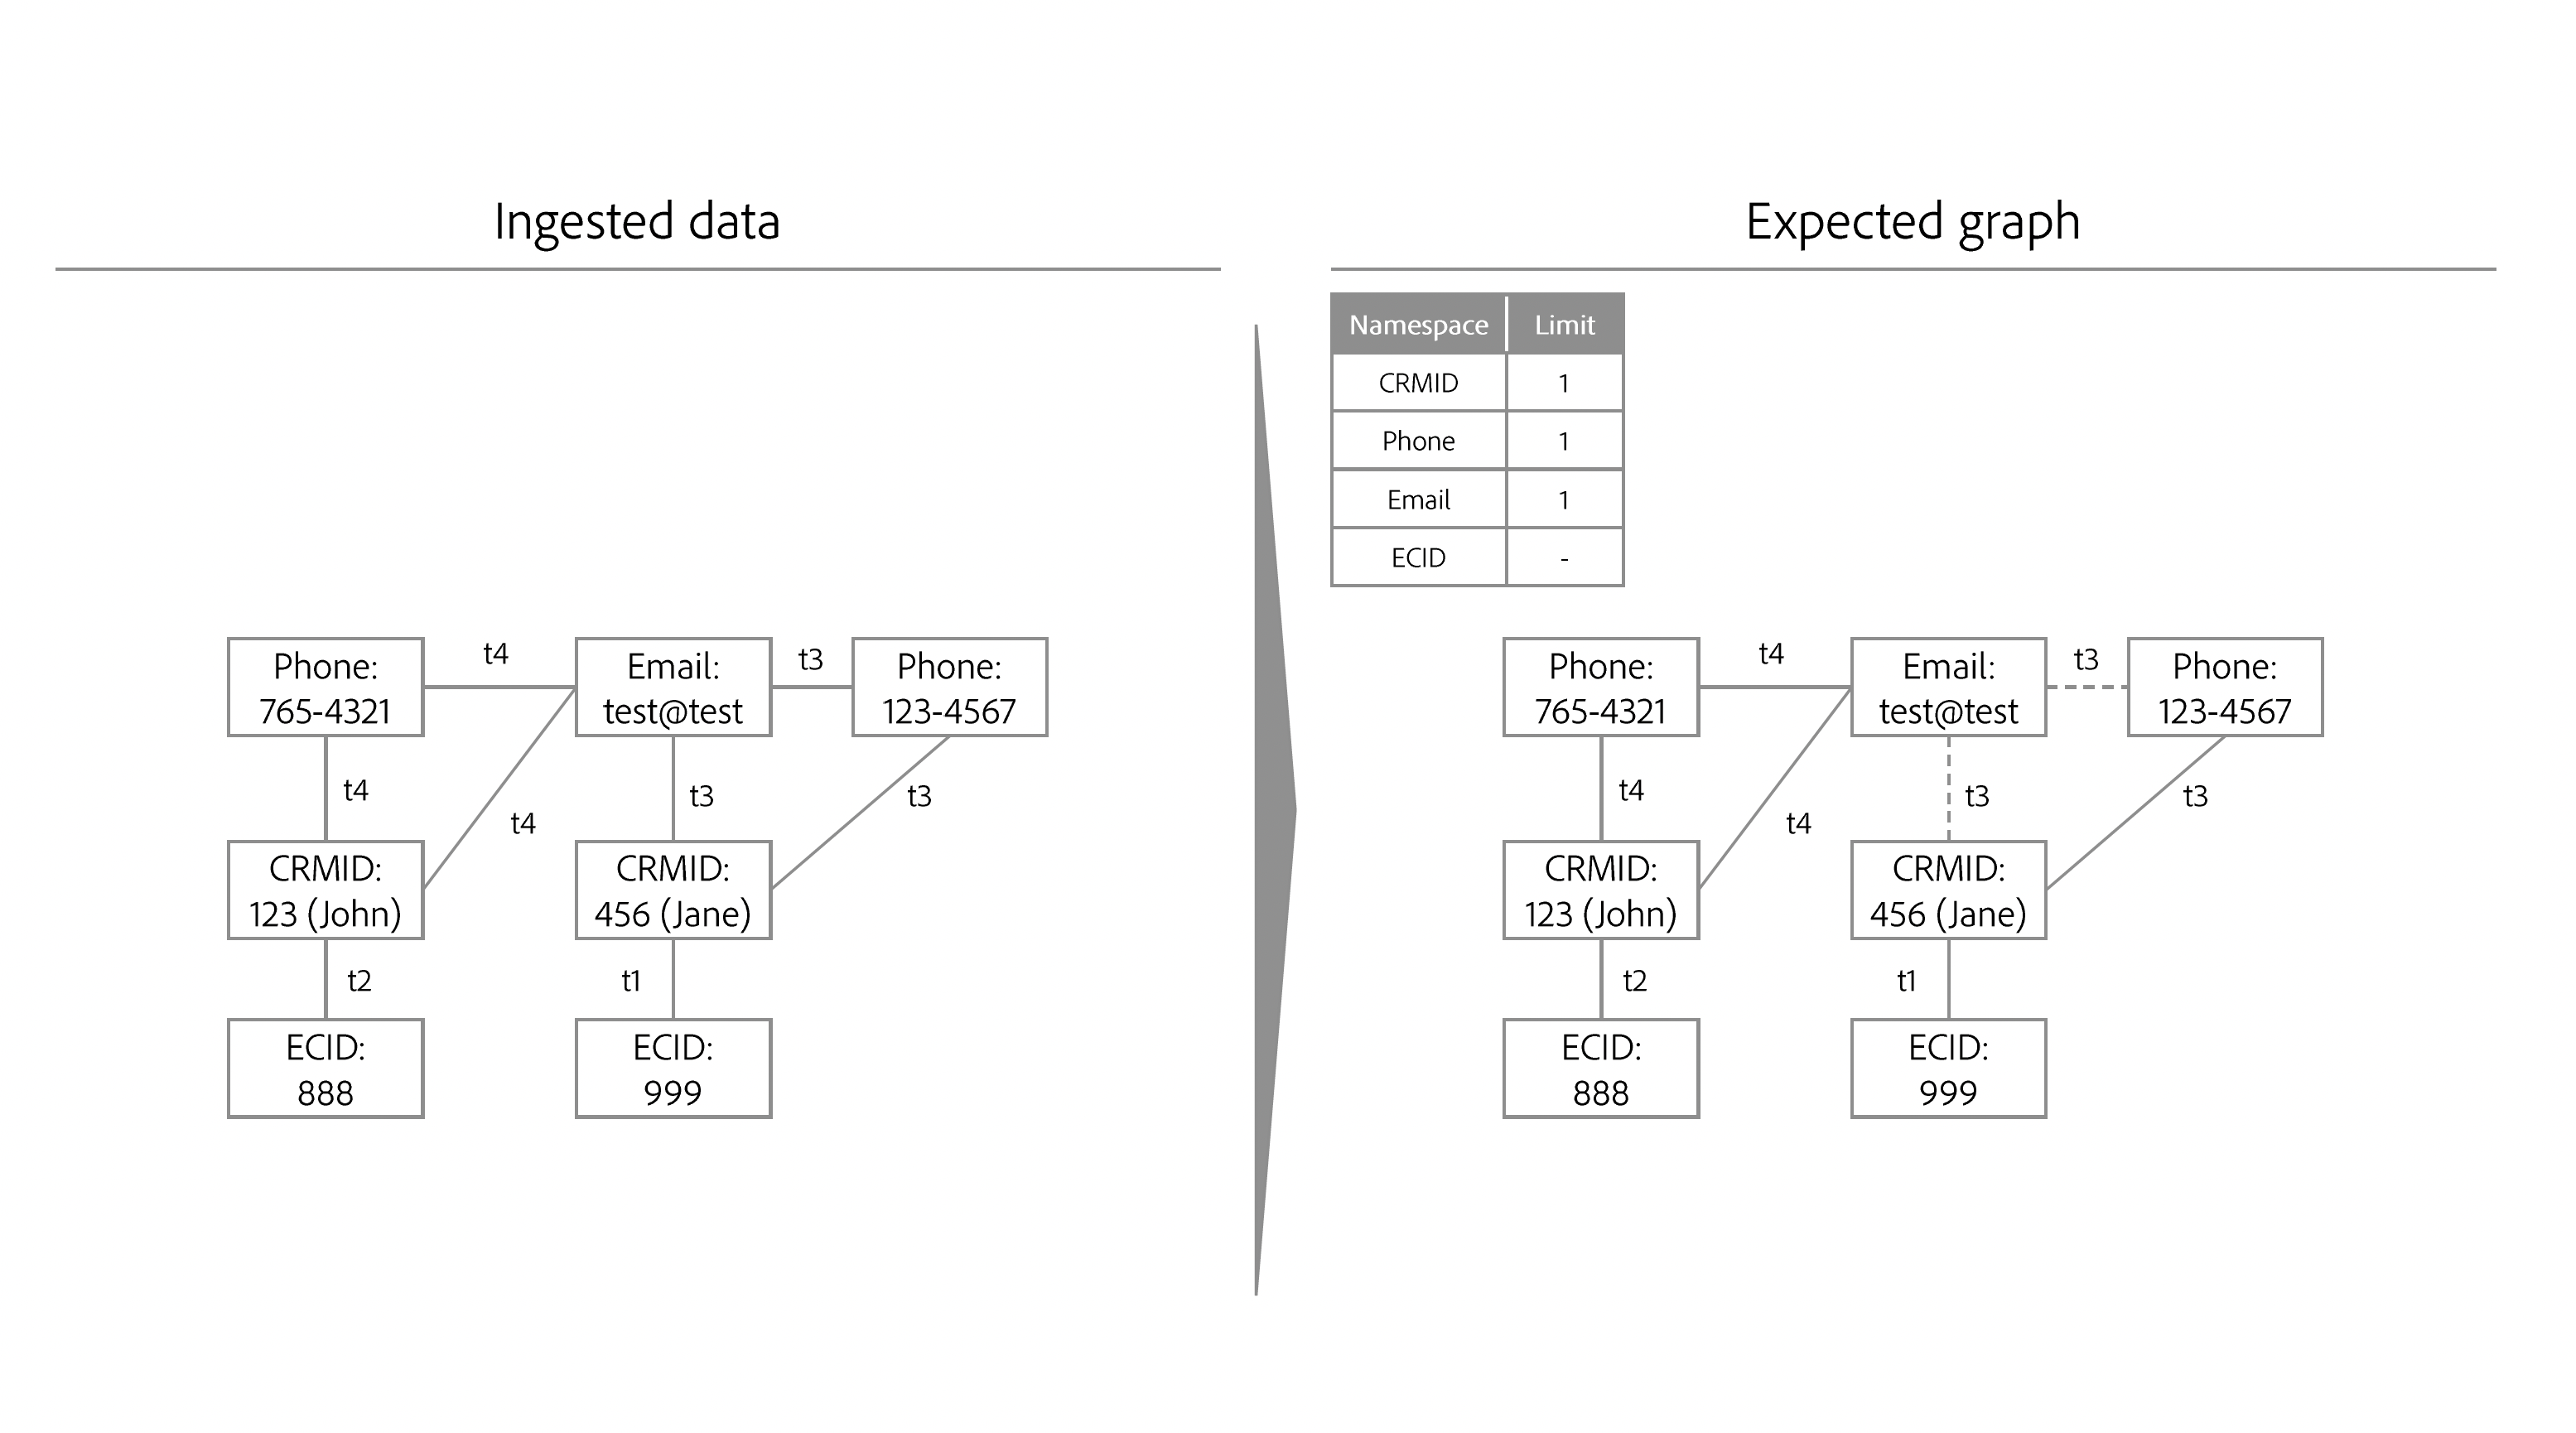 Ingested data
Phone:
765-4321
t4
Email:
test@test
t3
Phone:
123-4567
t4
t4
t3
t3
CRMID:
123 (John)
CRMID:
456 (Jane)
t2
t1
ECID:
888
ECID:
999
Expected graph
Namespace Limit
CRMID 1
Phone 1
Email 1
ECID -
Phone:
765-4321
t4
Email:
test@test
t3
Phone:
123-4567
t4
t4
t3
t3
CRMID:
123 (John)
CRMID:
456 (Jane)
t2
t1
ECID:
888
ECID:
999